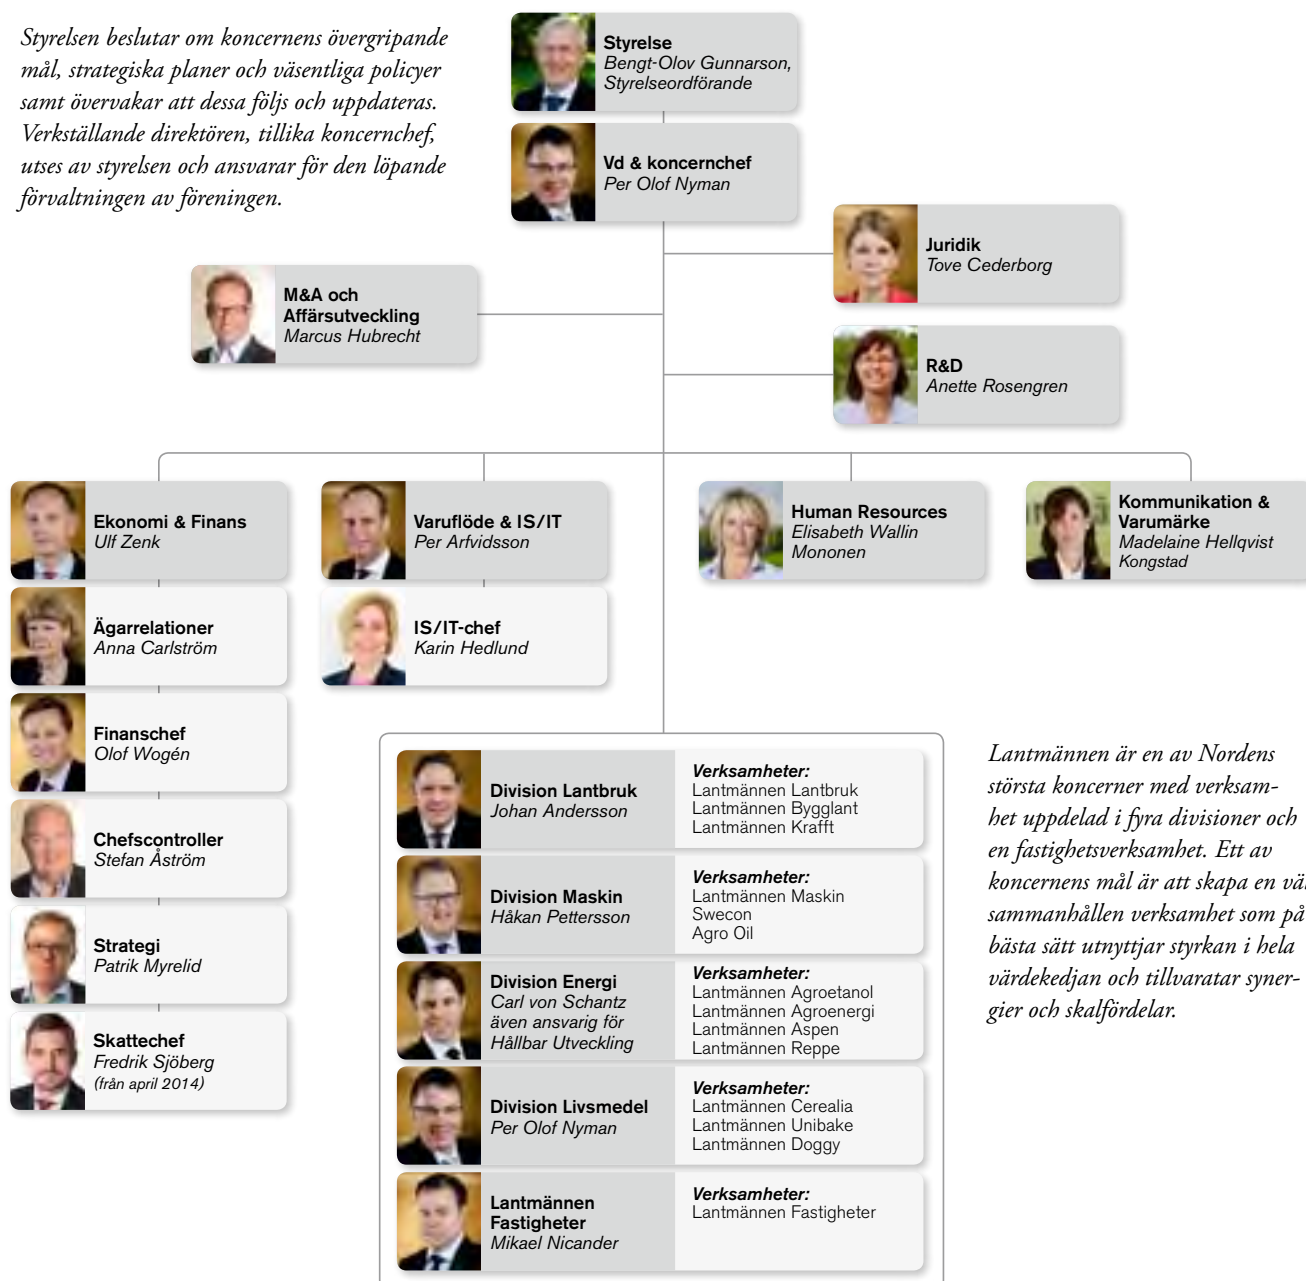 Styrelsen beslutar om koncernens övergripande
mål, strategiska planer och väsentliga policyer
samt övervakar att dessa följs och uppdateras.
Verkställande direktören, tillika koncernchef,
utses av styrelsen och ansvarar för den löpande
förvaltningen av föreningen.
Styrelse
Bengt-Olov Gunnarson,
Styrelseordförande
Vd & koncernchef
Per Olof Nyman
Juridik
Tove Cederborg
M&A och
Affärsutveckling
Marcus Hubrecht
R&D
Anette Rosengren
Ekonomi & Finans
Ulf Zenk
Varuflöde & IS/IT
Per Arfvidsson
Human Resources
Elisabeth Wallin
Mononen
Kommunikation &
Varumärke
Madelaine Hellqvist
Kongstad
Ägarrelationer
Anna Carlström
IS/IT-chef
Karin Hedlund
Finanschef
Olof Wogén
Chefscontroller
Stefan Åström
Strategi
Patrik Myrelid
Skattechef
Fredrik Sjöberg
(från april 2014)
Division Lantbruk
Johan Andersson
Verksamheter:
Lantmännen Lantbruk
Lantmännen Bygglant
Lantmännen Krafft
Division Maskin
Håkan Pettersson
Verksamheter:
Lantmännen Maskin
Swecon
Agro Oil
Division Energi
Carl von Schantz
även ansvarig för
Hållbar Utveckling
Verksamheter:
Lantmännen Agroetanol
Lantmännen Agroenergi
Lantmännen Aspen
Lantmännen Reppe
Division Livsmedel
Per Olof Nyman
Verksamheter:
Lantmännen Cerealia
Lantmännen Unibake
Lantmännen Doggy
Lantmännen
Fastigheter
Mikael Nicander
Verksamheter:
Lantmännen Fastigheter
Lantmännen är en av Nordens
största koncerner med verksam-
het uppdelad i fyra divisioner och
en fastighetsverksamhet. Ett av
koncernens mål är att skapa en
sammanhållen verksamhet som på
bästa sätt utnyttjar styrkan i hela
värdekedjan och tillvaratar syner-
gier och skalfördelar.